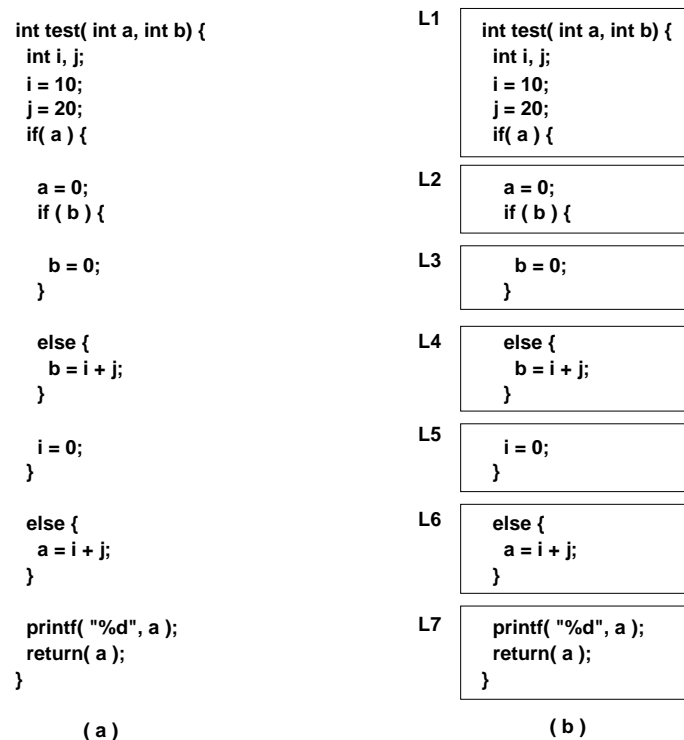 int test( int a, int b) {
int i, j;
i = 10;
j = 20;
if( a ) {
a = 0;
if ( b ) {
b = 0;
}
else {
b = i + j;
}
i = 0;
}
else {
a = i + j;
}
printf( "%d", a );
return( a );
}
( a )
L1
int test( int a, int b) {
int i, j;
i = 10;
j = 20;
if( a ) {
L2
a = 0;
if ( b ) {
L3
b = 0;
}
L4
else {
b = i + j;
}
L5
i = 0;
}
L6
else {
a = i + j;
}
L7
printf( "%d", a );
return( a );
}
( b )